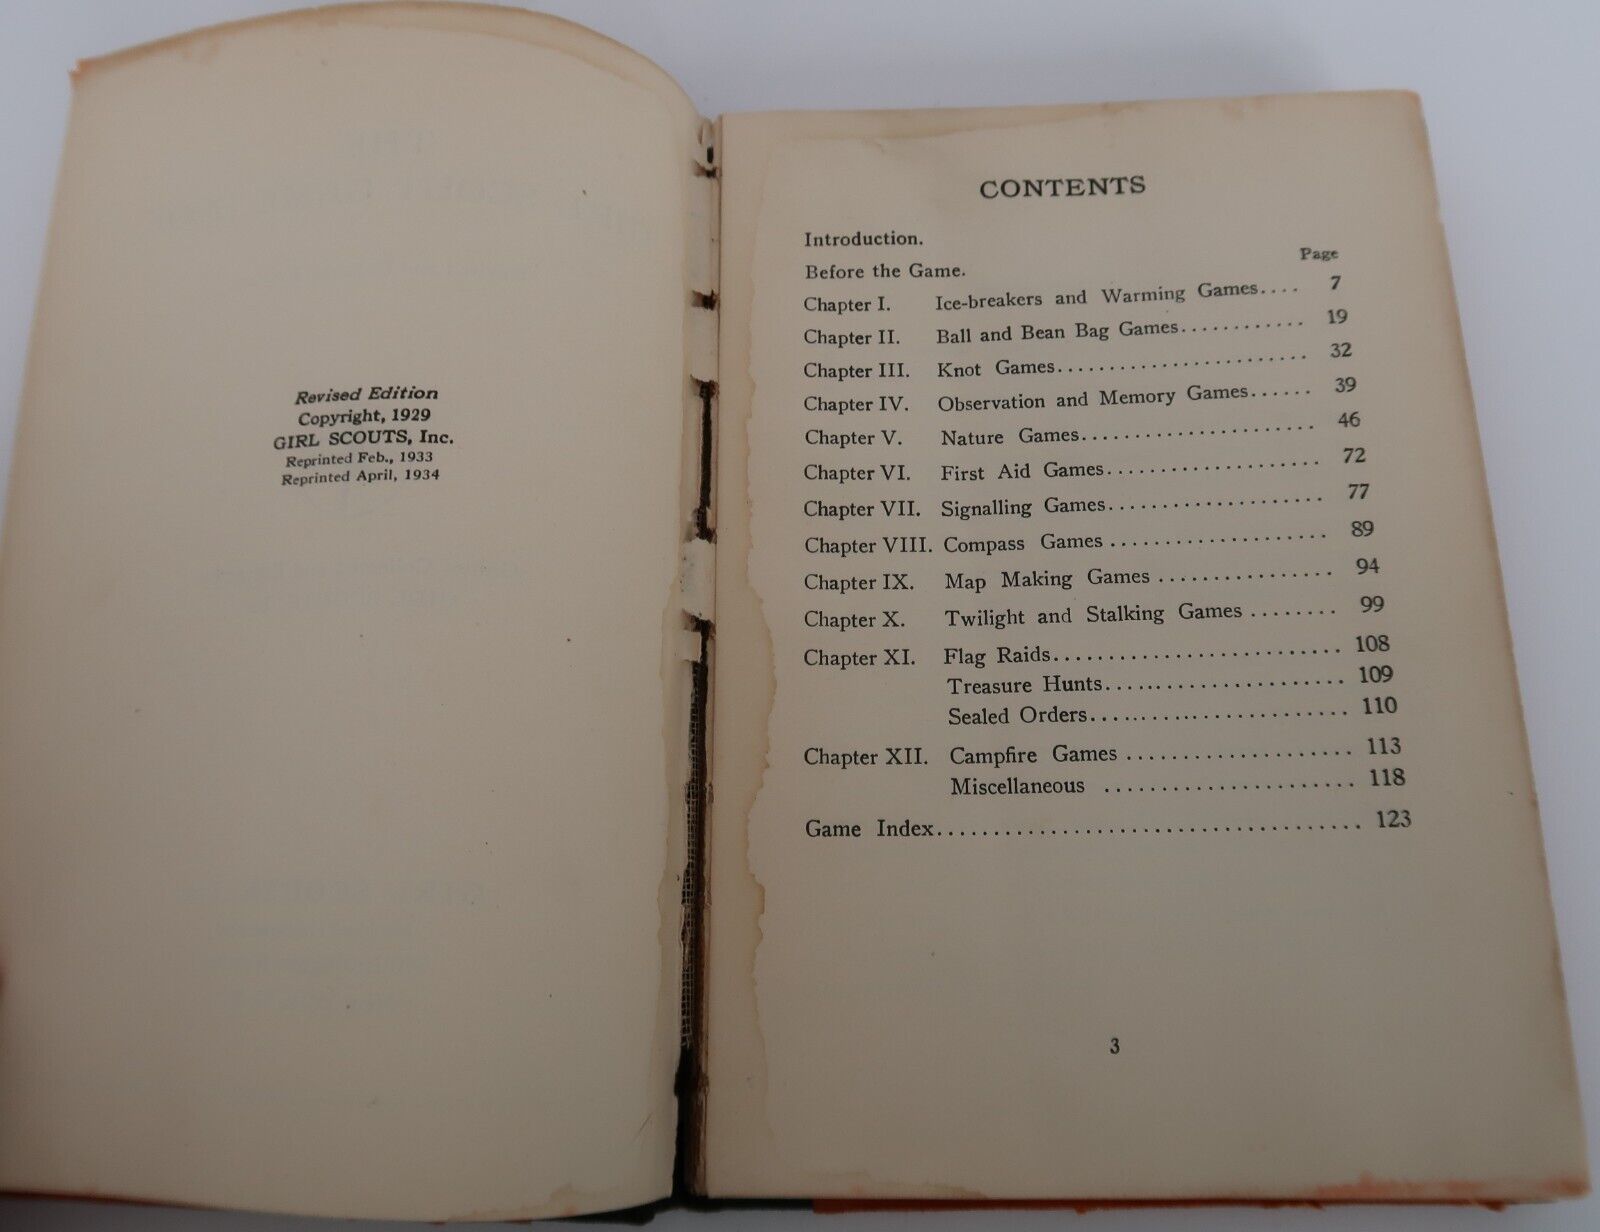 Revised Edition
Copyright, 1929
GIRL SCOUTS, Inc.
Reprinted Feb., 1933
Reprinted April, 1934
CONTENTS
Introduction.
Page
Before the Game.
Chapter I. Ice-breakers and Warming Games.... 7
Chapter II. Ball and Bean Bag Games............ 19
Chapter III. Knot Games....................... 32
Chapter IV. Observation and Memory Games...... 39
Chapter V. Nature Games..................... 46
Chapter VI. First Aid Games.................... 72
Chapter VII. Signalling Games.................... 77
Chapter VIII. Compass Games .................... 89
Chapter IX. Map Making Games ................ 94
Chapter X. Twilight and Stalking Games ........ 99
Chapter XI. Flag Raids.......................... 108
Treasure Hunts...................... 109
Sealed Orders........................ 110
Chapter XII. Campfire Games ..................... 113
Miscellaneous ....................... 118
Game Index...................................... 123
3